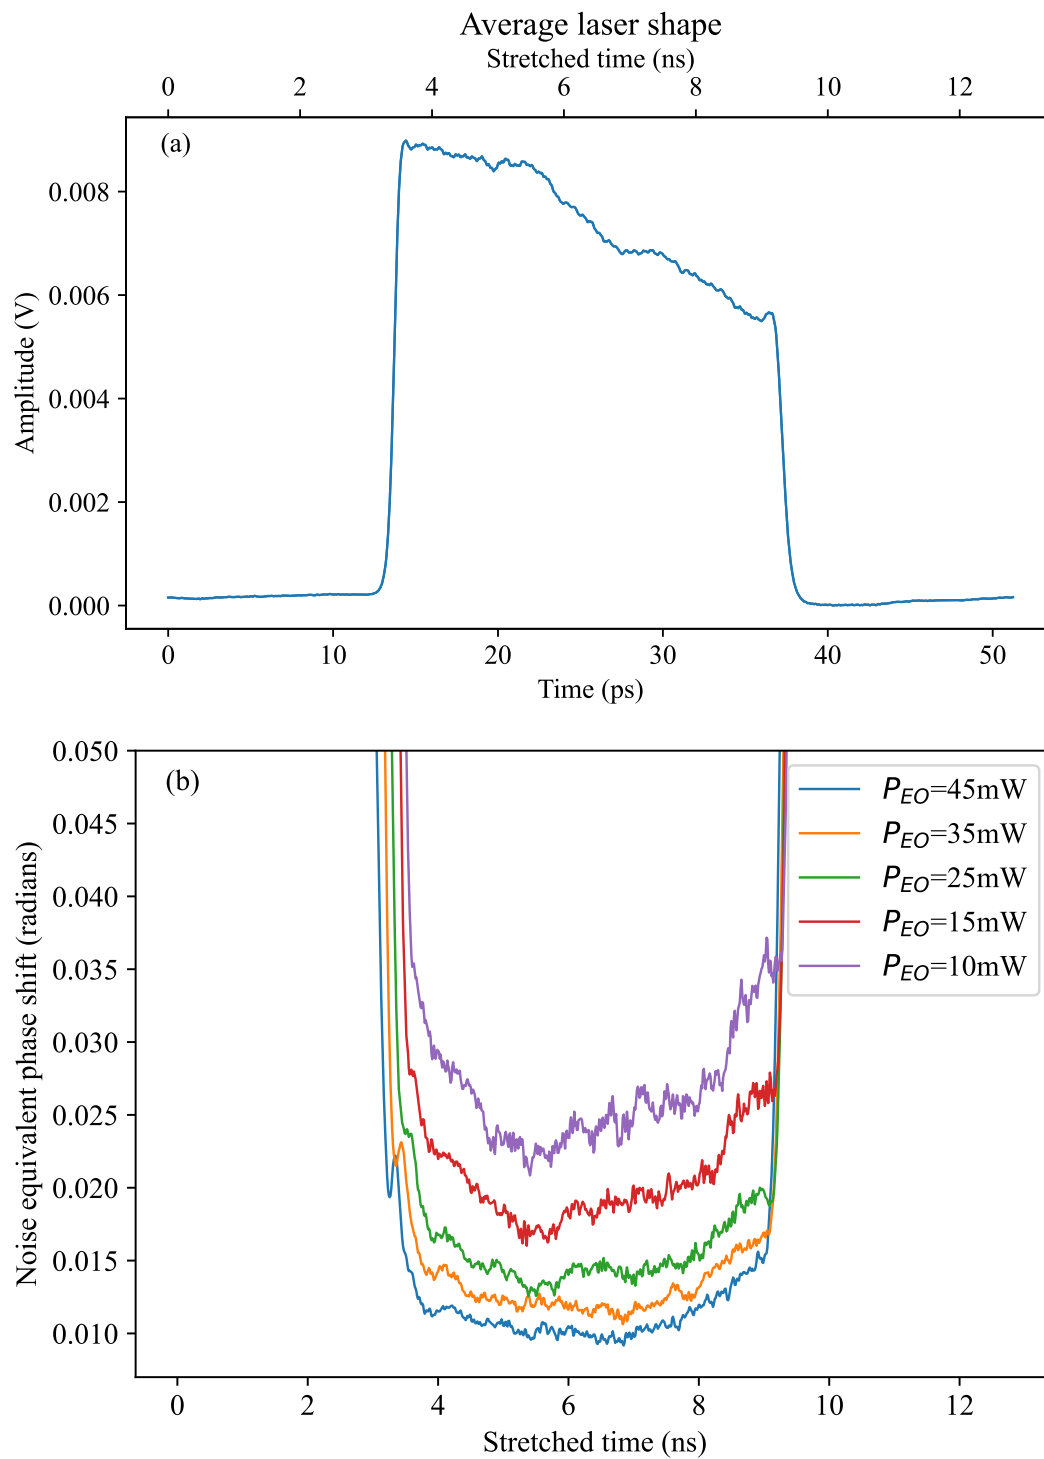 Average laser shape
Stretched time (ns)
0 2 4 6 8 10 12
(a)
0.008
0.006
0.004
0.002
0.000
Amplitude (V)
0 10 20 30 40 50
Time (ps)
(b)
0.050
0.045
0.040
0.035
0.030
0.025
0.020
0.015
0.010
Noise equivalent phase shift (radians)
P_EO=45mW
P_EO=35mW
P_EO=25mW
P_EO=15mW
P_EO=10mW
0 2 4 6 8 10 12
Stretched time (ns)